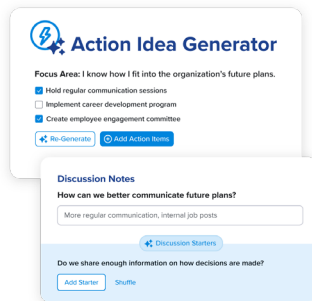 Action Idea Generator
Focus Area: I know how I fit into the organization's future plans.
Hold regular communication sessions
Implement career development program
Create employee engagement committee
Re-Generate
Add Action Items
Discussion Notes
How can we better communicate future plans?
More regular communication, internal job posts
Discussion Starters
Do we share enough information on how decisions are made?
Add Starter
Shuffle